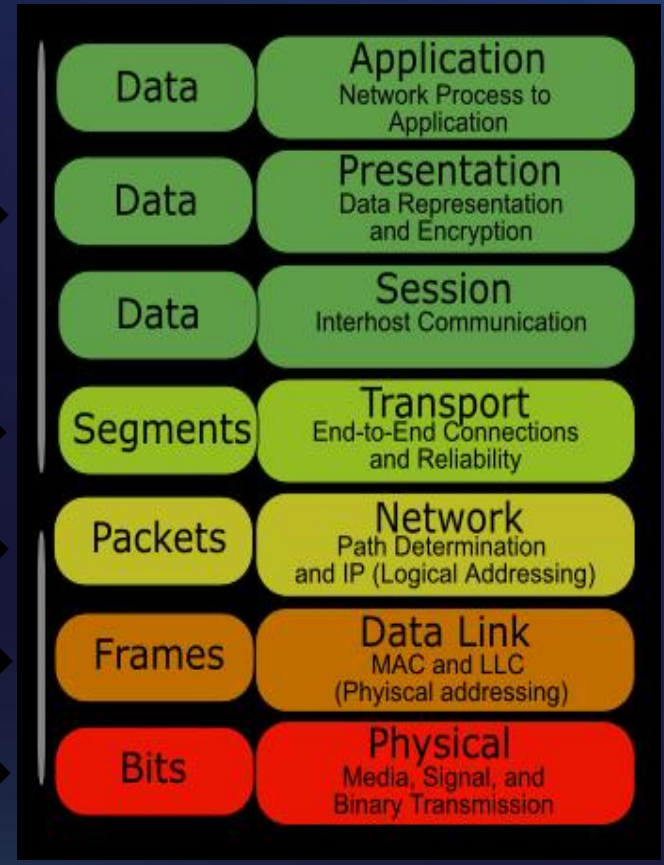 Data
Application
Network Process to
Application
Data
Presentation
Data Representation
and Encryption
Data
Session
Interhost Communication
Segments
Transport
End-to-End Connections
and Reliability
Packets
Network
Path Determination
and IP (Logical Addressing)
Frames
Data Link
MAC and LLC
(Phyiscal addressing)
Bits
Physical
Media, Signal, and
Binary Transmission